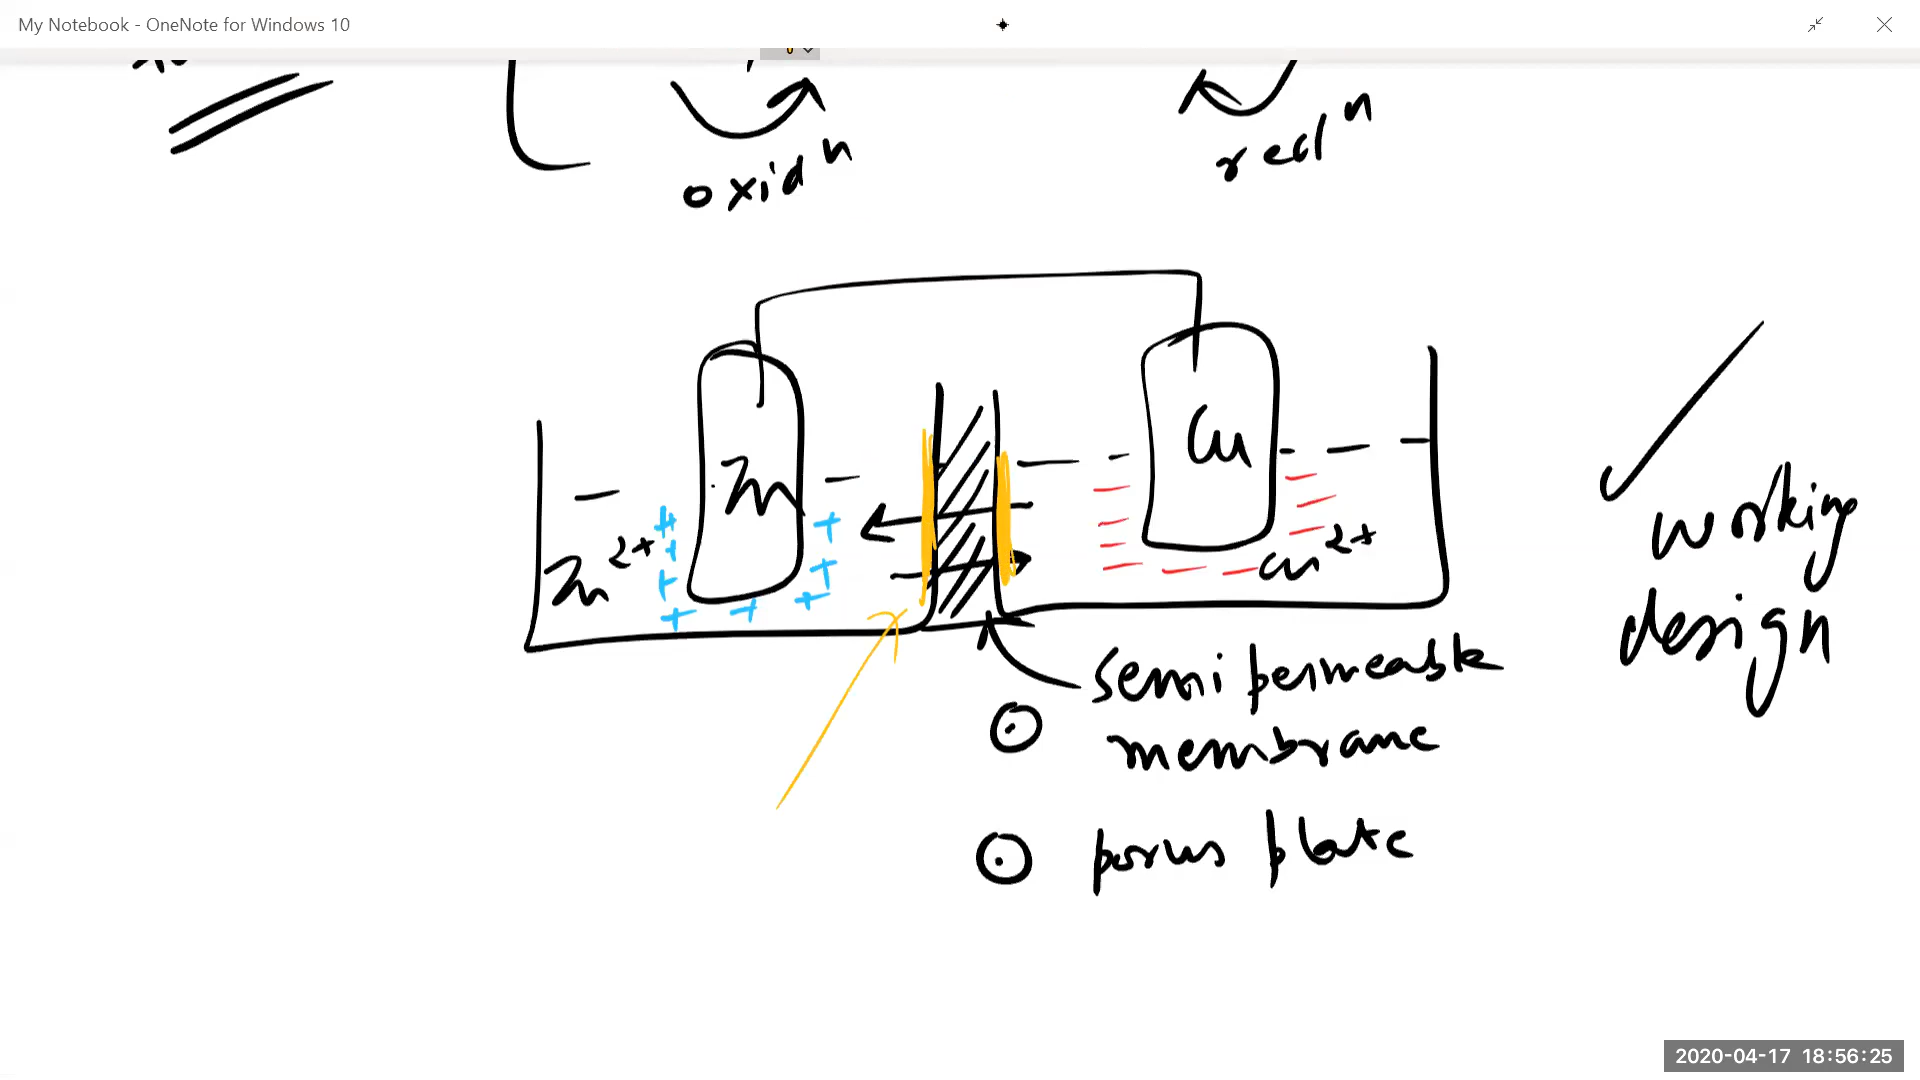 My Notebook - OneNote for Windows 10
oxidⁿ
redⁿ
Zn
Cu
Zn²⁺
Cu²⁺
working
design
semi permeable
membrane
porus plate
2020-04-17 18:56:25